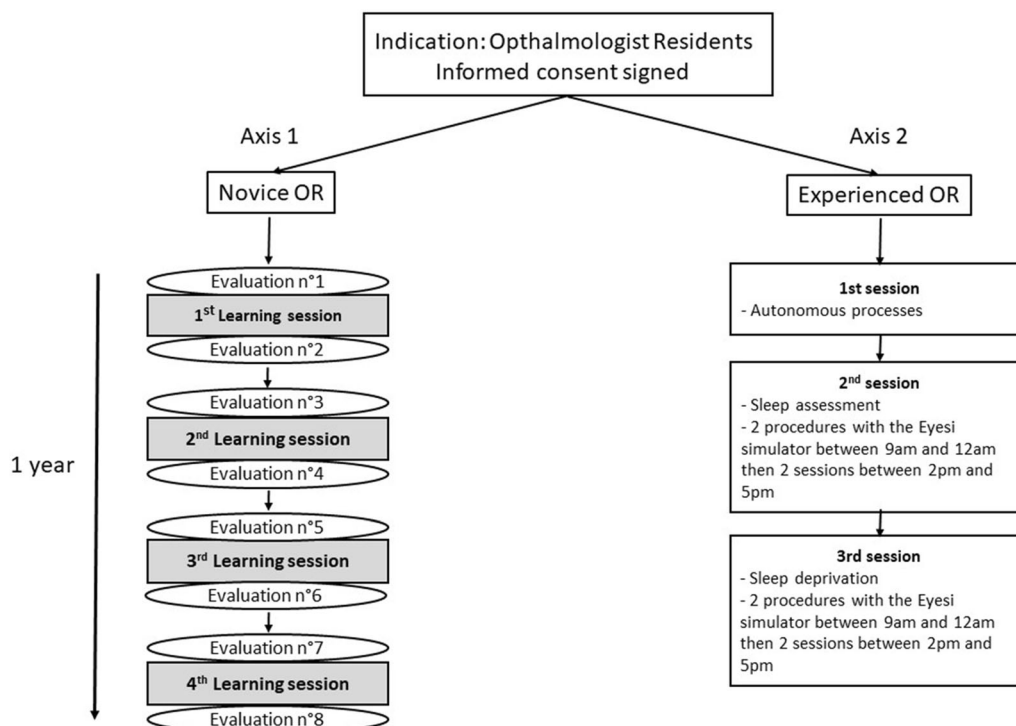 Indication: Opthalmologist Residents
Informed consent signed
Axis 1
Axis 2
Novice OR
Experienced OR
1 year
Evaluation n°1
1st Learning session
Evaluation n°2
Evaluation n°3
2nd Learning session
Evaluation n°4
Evaluation n°5
3rd Learning session
Evaluation n°6
Evaluation n°7
4th Learning session
Evaluation n°8
1st session
- Autonomous processes
2nd session
- Sleep assessment
- 2 procedures with the Eyesi
simulator between 9am and 12am
then 2 sessions between 2pm and
5pm
3rd session
- Sleep deprivation
- 2 procedures with the Eyesi
simulator between 9am and 12am
then 2 sessions between 2pm and
5pm